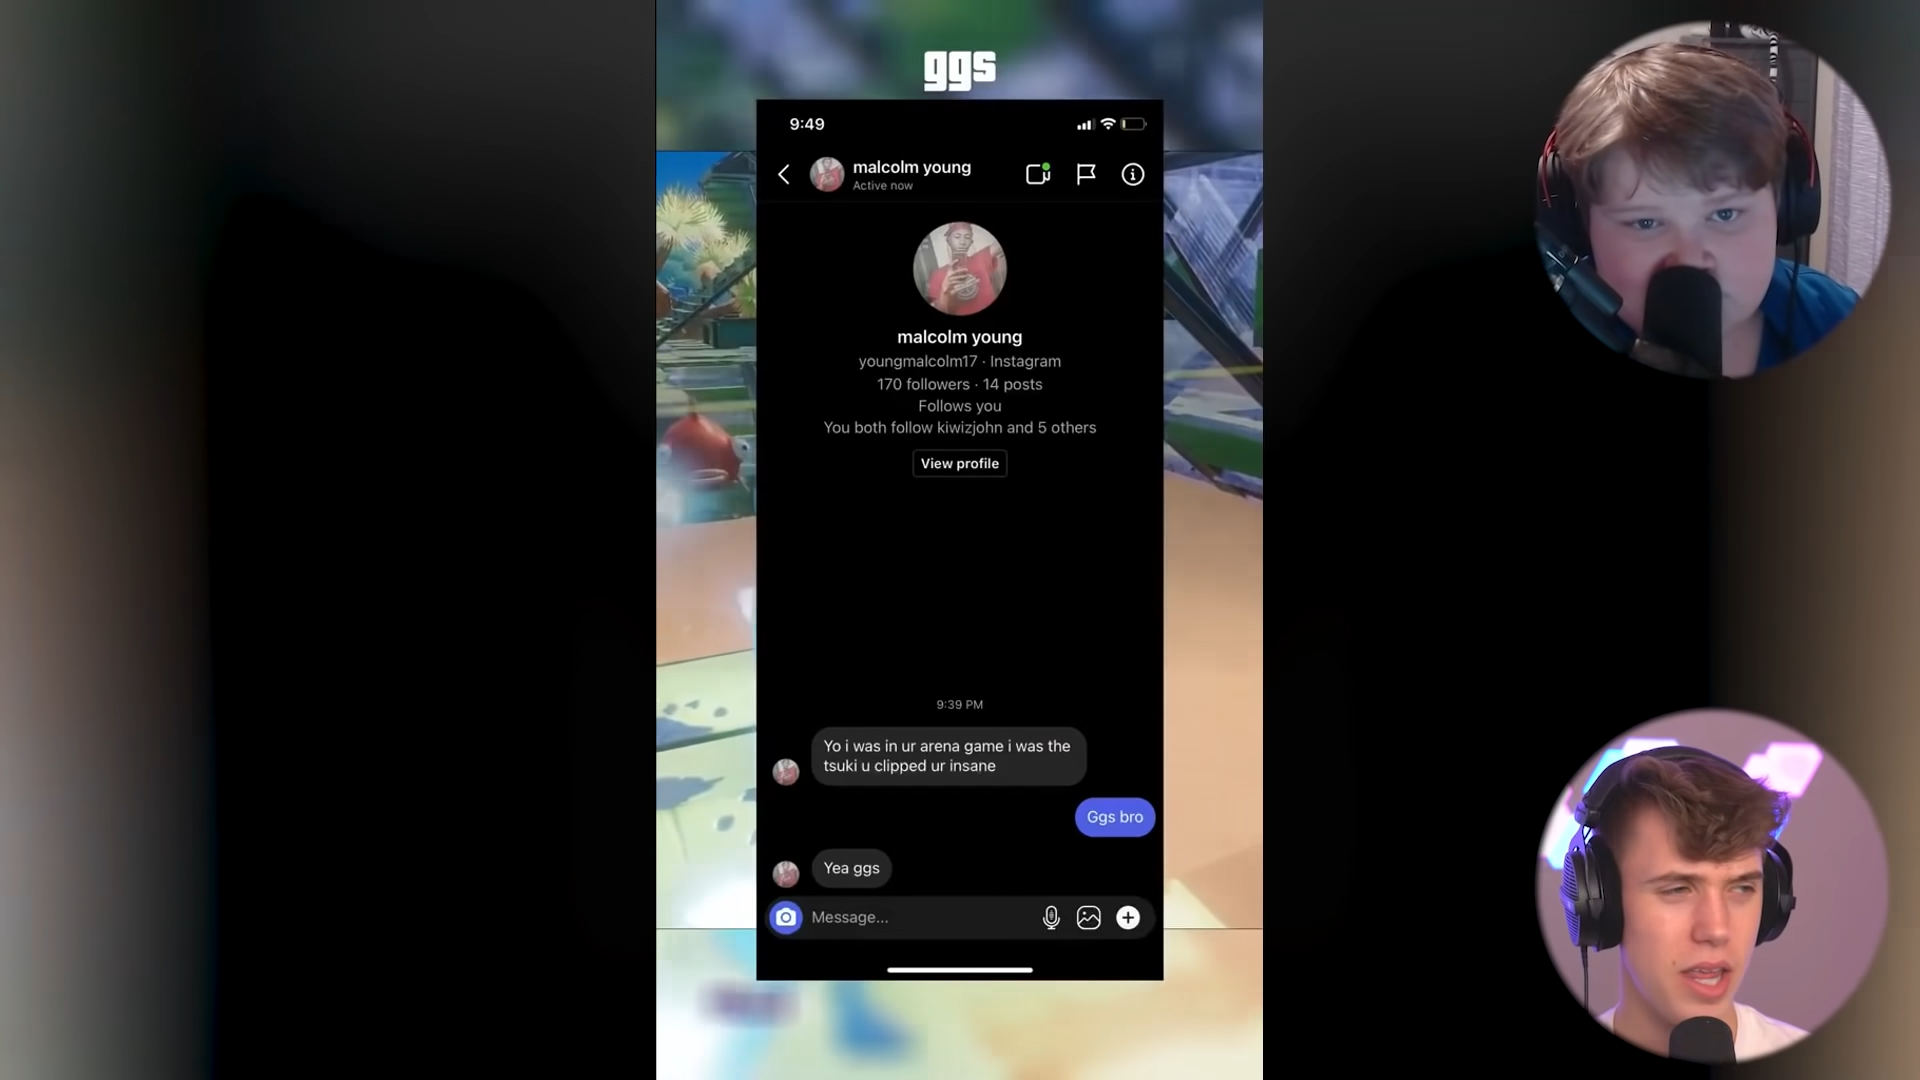 ggs
9:49
malcolm young
Active now
malcolm young
youngmalcolm17 · Instagram
170 followers · 14 posts
Follows you
You both follow kiwizjohn and 5 others
View profile
9:39 PM
Yo i was in ur arena game i was the
tsuki u clipped ur insane
Ggs bro
Yea ggs
Message...